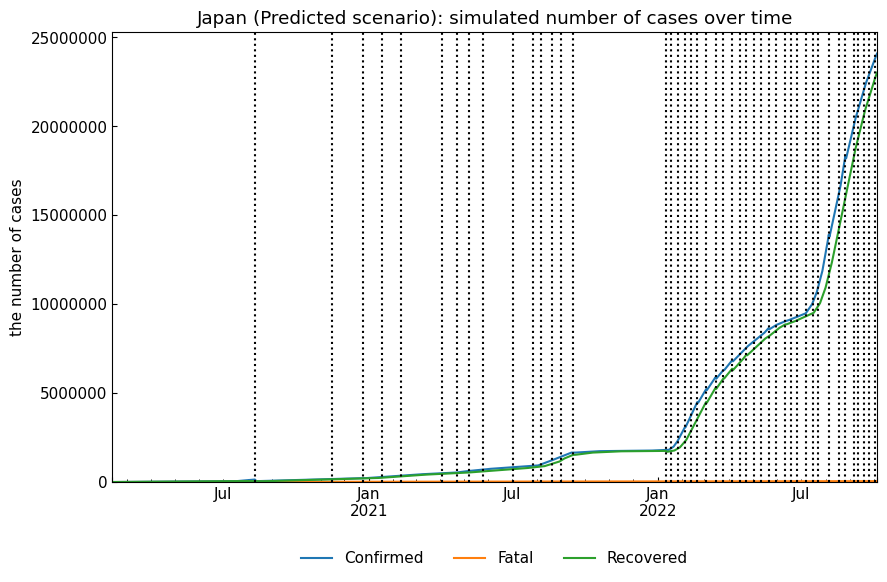 Japan (Predicted scenario): simulated number of cases over time
the number of cases
25000000
20000000
15000000
10000000
5000000
0
Jul
Jan
2021
Jul
Jan
2022
Jul
Confirmed
Fatal
Recovered